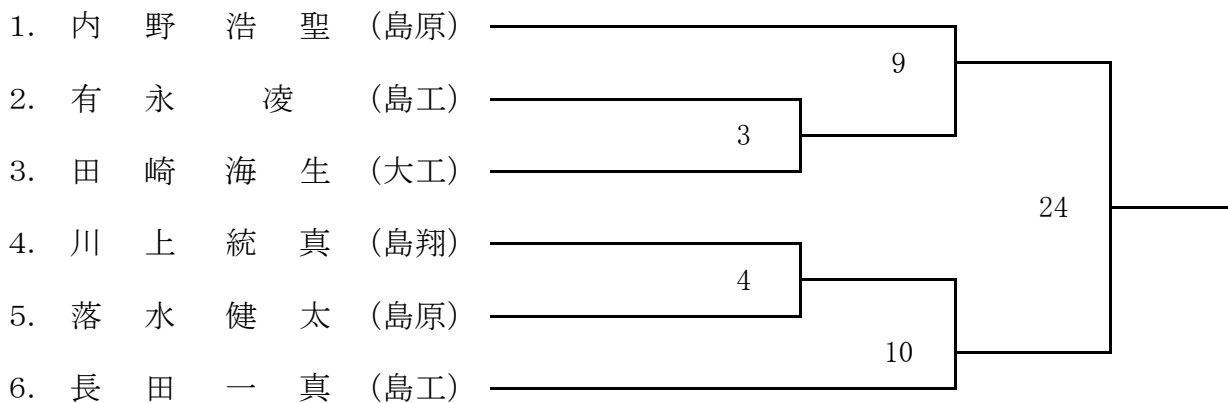 1. 内野浩聖 (島原)
9
2. 有永凌 (島工)
3
3. 田崎海生 (大工)
24
4. 川上統真 (島翔)
4
5. 落水健太 (島原)
10
6. 長田一真 (島工)